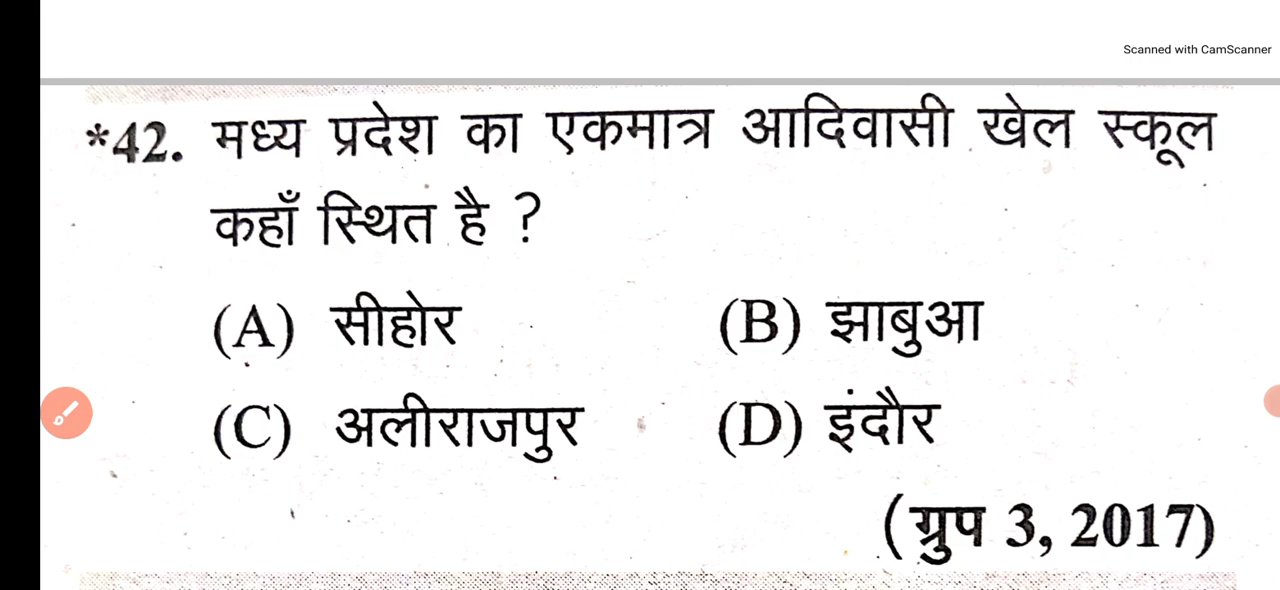 Scanned with CamScanner
*42. मध्य प्रदेश का एकमात्र आदिवासी खेल स्कूल
कहाँ स्थित है ?
(A) सीहोर (B) झाबुआ
(C) अलीराजपुर (D) इंदौर
(ग्रुप 3, 2017)